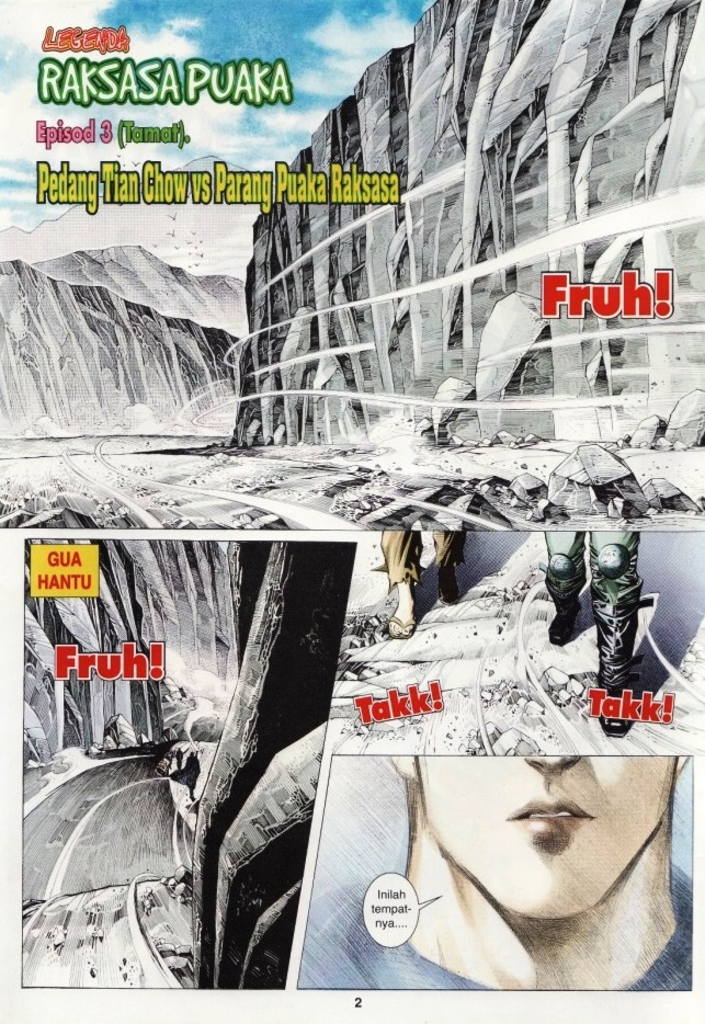 LEGENDA
RAKSASA PUAKA
Episod 3 (Tamat).
Pedang Tian Chow vs Parang Puaka Raksasa
Fruh!
GUA
HANTU
Fruh!
Takk!
Takk!
Inilah
tempat-
nya....
2